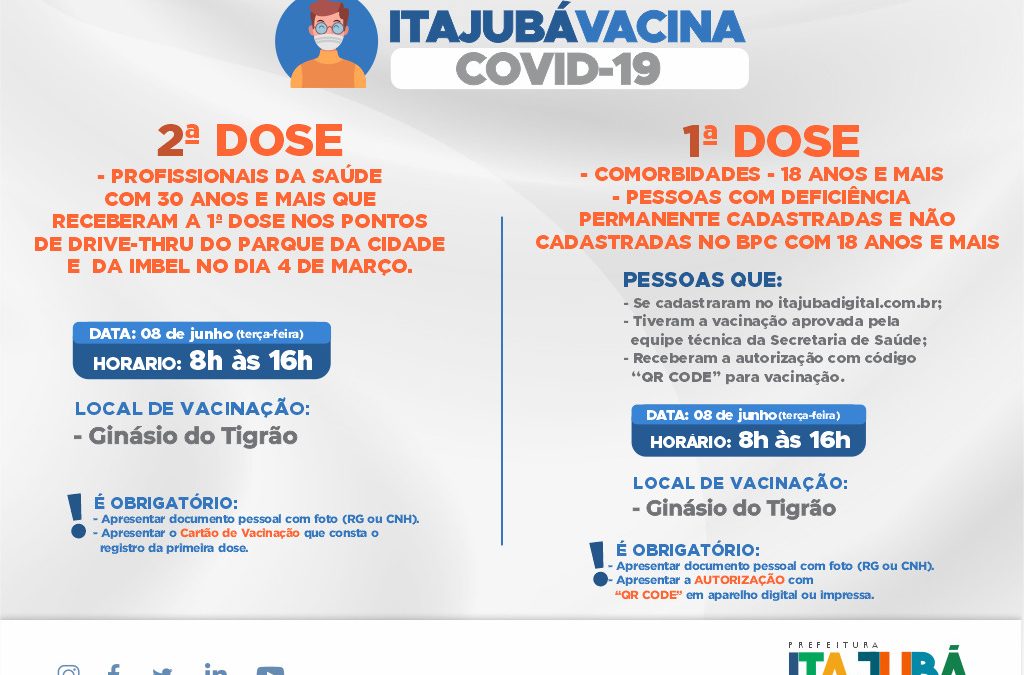 ITAJUBÁVACINA
COVID-19
2ª DOSE
- PROFISSIONAIS DA SAÚDE
COM 30 ANOS E MAIS QUE
RECEBERAM A 1ª DOSE NOS PONTOS
DE DRIVE-THRU DO PARQUE DA CIDADE
E DA IMBEL NO DIA 4 DE MARÇO.
DATA: 08 de junho (terça-feira)
HORARIO: 8h às 16h
LOCAL DE VACINAÇÃO:
- Ginásio do Tigrão
! É OBRIGATÓRIO:
- Apresentar documento pessoal com foto (RG ou CNH).
- Apresentar o Cartão de Vacinação que consta o
registro da primeira dose.
1ª DOSE
- COMORBIDADES - 18 ANOS E MAIS
- PESSOAS COM DEFICIÊNCIA
PERMANENTE CADASTRADAS E NÃO
CADASTRADAS NO BPC COM 18 ANOS E MAIS
PESSOAS QUE:
- Se cadastraram no itajubadigital.com.br;
- Tiveram a vacinação aprovada pela
equipe técnica da Secretaria de Saúde;
- Receberam a autorização com código
‘‘QR CODE” para vacinação.
DATA: 08 de junho(terça-feira)
HORÁRIO: 8h às 16h
LOCAL DE VACINAÇÃO:
- Ginásio do Tigrão
! É OBRIGATÓRIO:
- Apresentar documento pessoal com foto (RG ou CNH).
- Apresentar a AUTORIZAÇÃO com
“QR CODE” em aparelho digital ou impressa.
PREFEITURA
ITAJUBÁ